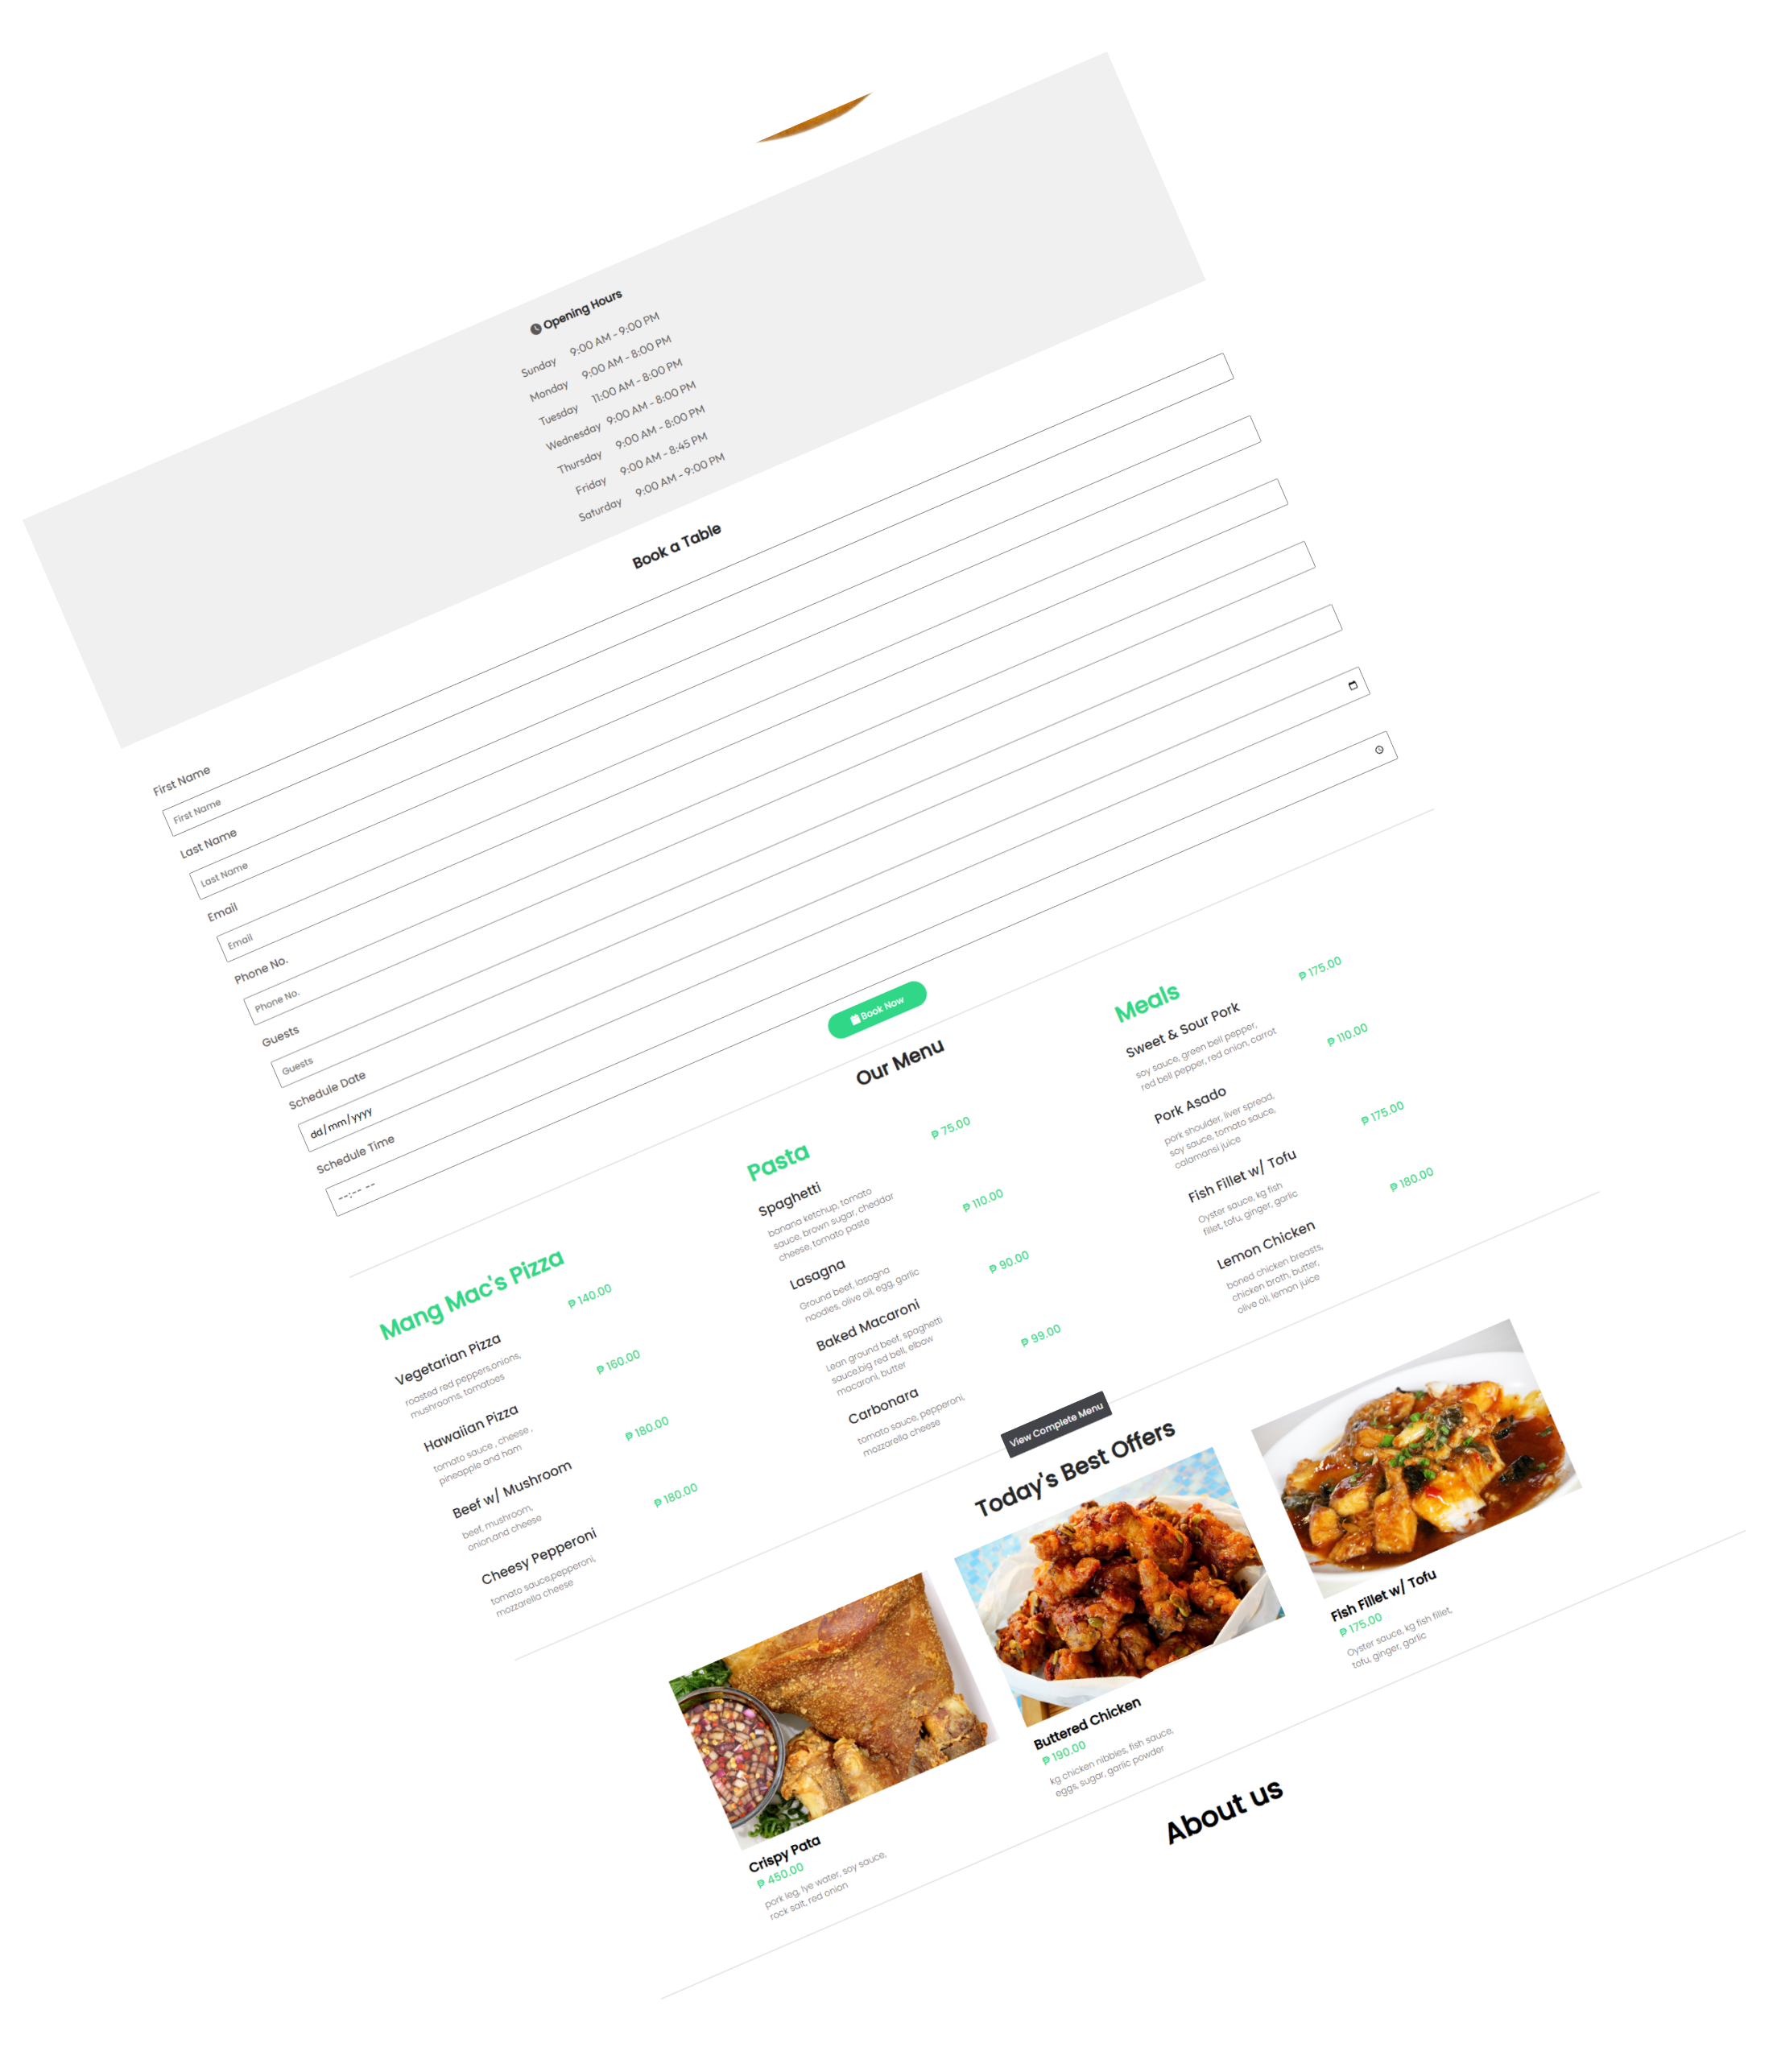 Opening Hours
Sunday 9:00 AM - 9:00 PM
Monday 9:00 AM - 8:00 PM
Tuesday 11:00 AM - 8:00 PM
Wednesday 9:00 AM - 8:00 PM
Thursday 9:00 AM - 8:00 PM
Friday 9:00 AM - 8:45 PM
Saturday 9:00 AM - 9:00 PM
Book a Table
First Name
First Name
Last Name
Last Name
Email
Email
Phone No.
Phone No.
Guests
Guests
Schedule Date
dd/mm/yyyy
Schedule Time
--:-- --
Book Now
Our Menu
Mang Mac's Pizza
Vegetarian Pizza ₱ 140.00
roasted red peppers,onions,
mushrooms, tomatoes
Hawaiian Pizza ₱ 160.00
tomato sauce , cheese ,
pineapple and ham
Beef w/ Mushroom ₱ 180.00
beef, mushroom,
onion,and cheese
Cheesy Pepperoni ₱ 180.00
tomato sauce,pepperoni,
mozzarella cheese
Pasta
Spaghetti ₱ 75.00
banana ketchup, tomato
sauce, brown sugar, cheddar
cheese, tomato paste
Lasagna ₱ 110.00
Ground beef, lasagna
noodles, olive oil, egg, garlic
Baked Macaroni ₱ 90.00
Lean ground beef, spaghetti
sauce,big red bell, elbow
macaroni, butter
Carbonara ₱ 99.00
tomato sauce, pepperoni,
mozzarella cheese
Meals
Sweet & Sour Pork ₱ 175.00
soy sauce, green bell pepper,
red bell pepper, red onion, carrot
Pork Asado ₱ 110.00
pork shoulder, liver spread,
soy sauce, tomato sauce,
calamansi juice
Fish Fillet w/ Tofu ₱ 175.00
Oyster sauce, kg fish
fillet, tofu, ginger, garlic
Lemon Chicken ₱ 180.00
boned chicken breasts,
chicken broth, butter,
olive oil, lemon juice
View Complete Menu
Today's Best Offers
Crispy Pata
₱ 450.00
pork leg, lye water, soy sauce,
rock salt, red onion
Buttered Chicken
₱ 190.00
kg chicken nibbles, fish sauce,
eggs, sugar, garlic powder
Fish Fillet w/ Tofu
₱ 175.00
Oyster sauce, kg fish fillet,
tofu, ginger, garlic
About us